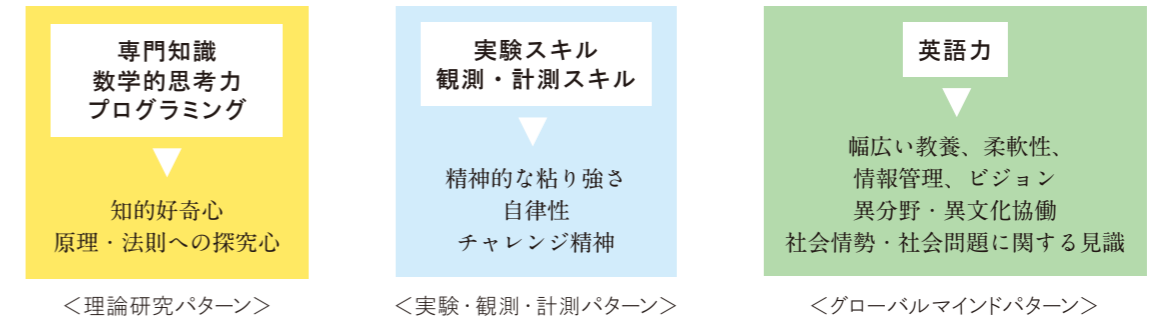 専門知識
数学的思考力
プログラミング
知的好奇心
原理・法則への探究心
＜理論研究パターン＞
実験スキル
観測・計測スキル
精神的な粘り強さ
自律性
チャレンジ精神
＜実験・観測・計測パターン＞
英語力
幅広い教養、柔軟性、
情報管理、ビジョン
異分野・異文化協働
社会情勢・社会問題に関する見識
＜グローバルマインドパターン＞